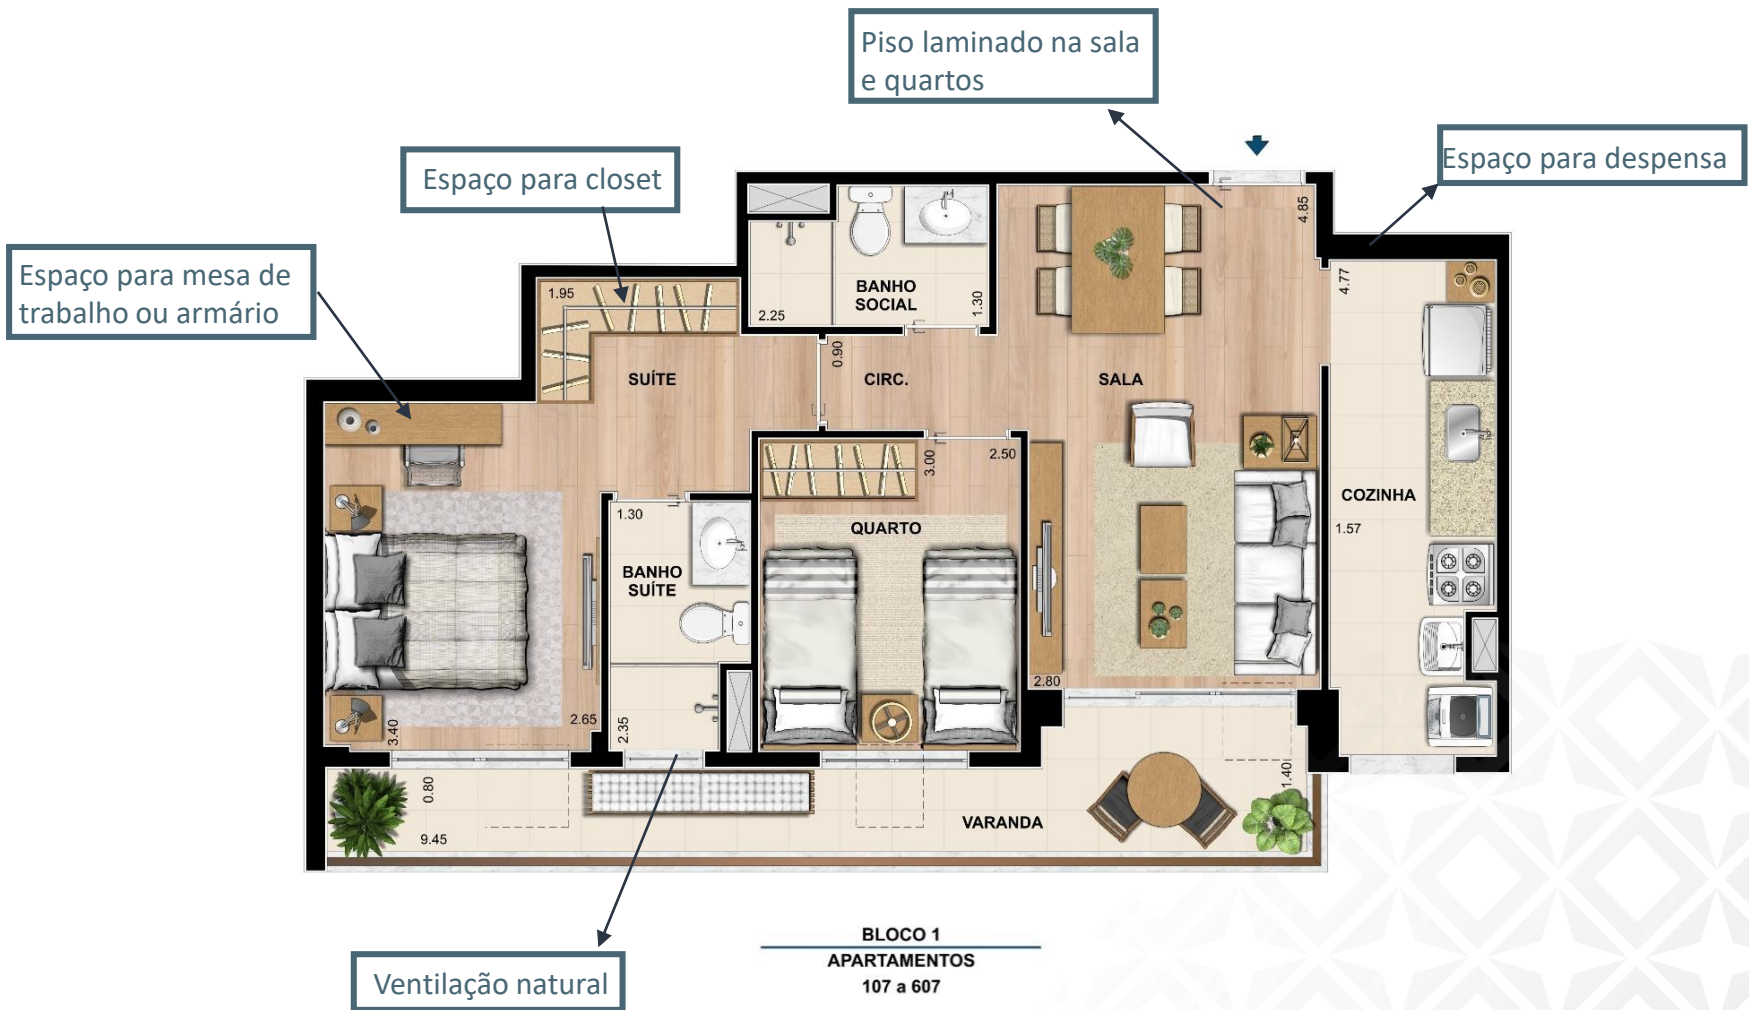 Piso laminado na sala
e quartos
Espaço para despensa
Espaço para closet
Espaço para mesa de
trabalho ou armário
4.85
4.77
1.95
BANHO
SOCIAL
1.30
2.25
0.90
SUÍTE
CIRC.
SALA
3.00
2.50
COZINHA
1.57
1.30
QUARTO
BANHO
SUÍTE
2.80
2.65
3.40
2.35
0.80
1.40
9.45
VARANDA
Ventilação natural
BLOCO 1
APARTAMENTOS
107 a 607